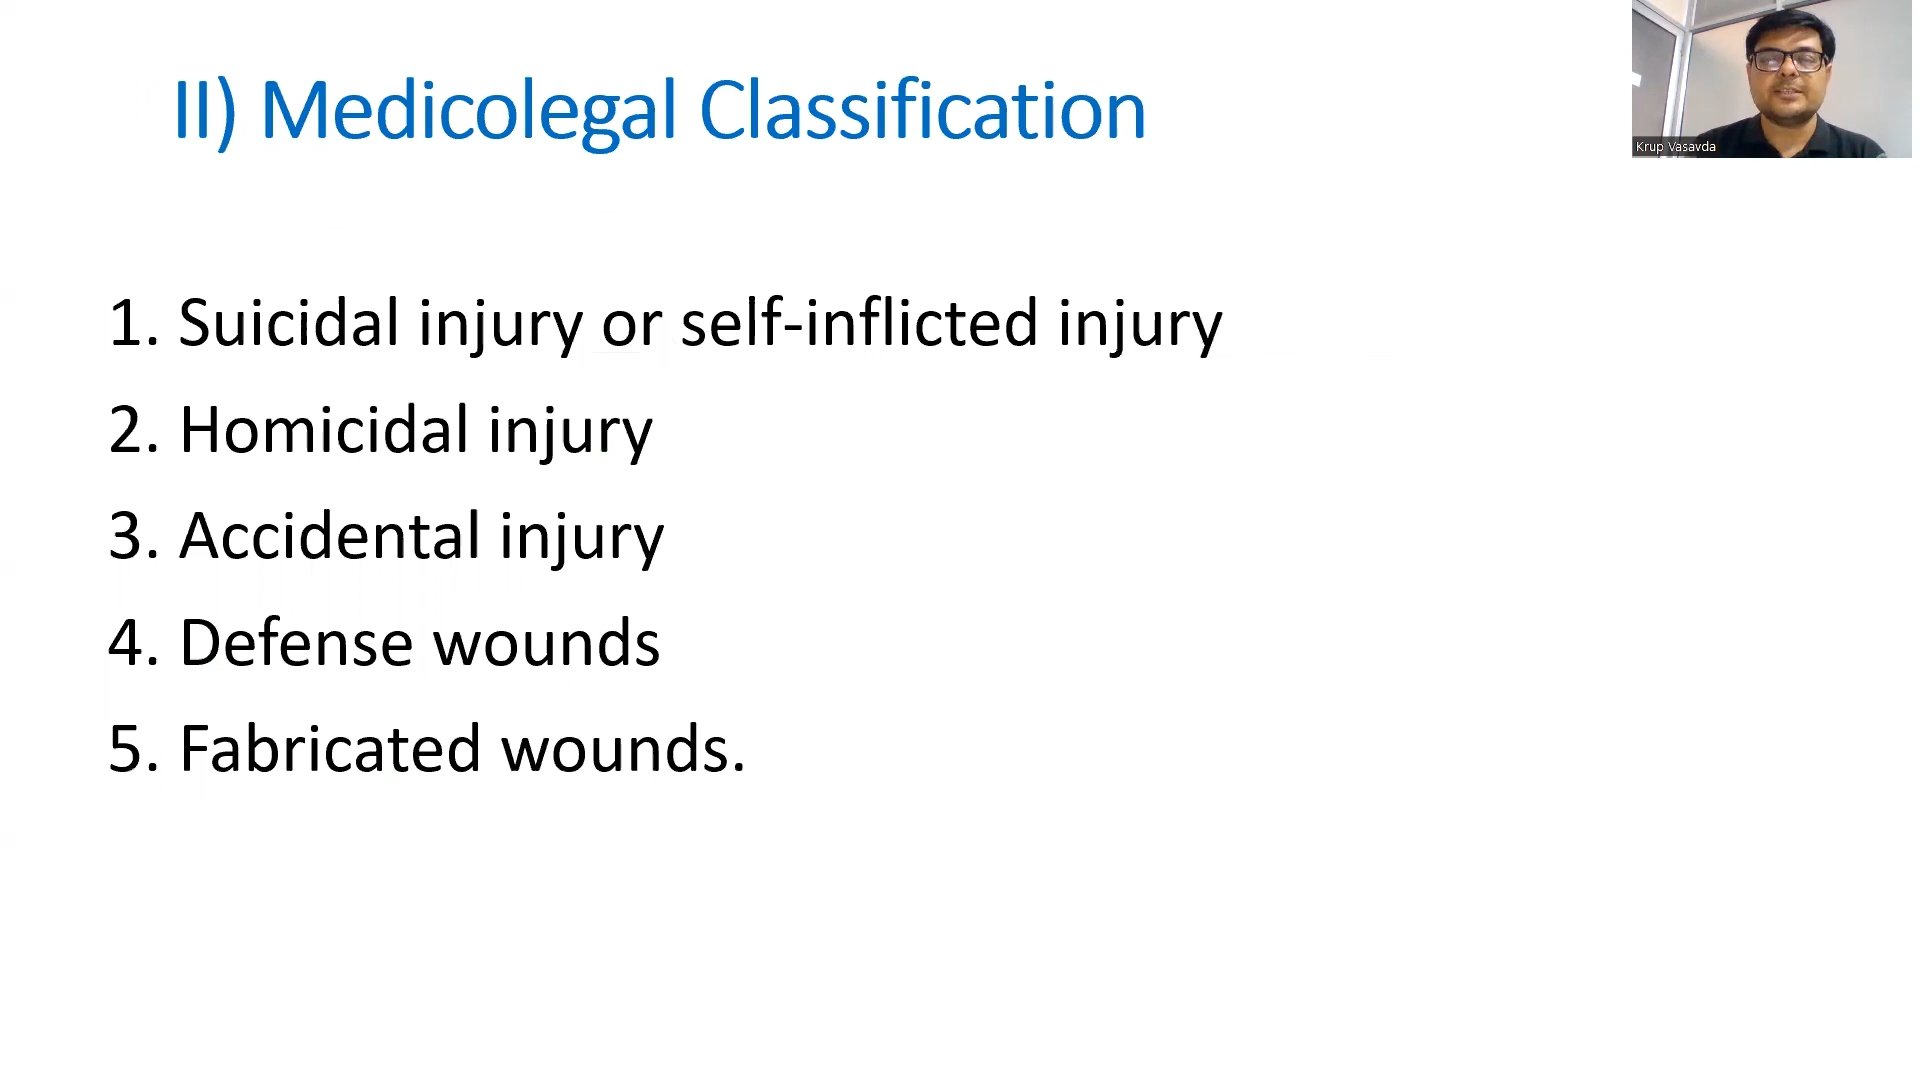 II) Medicolegal Classification
Krup Vasavda
1. Suicidal injury or self-inflicted injury
2. Homicidal injury
3. Accidental injury
4. Defense wounds
5. Fabricated wounds.